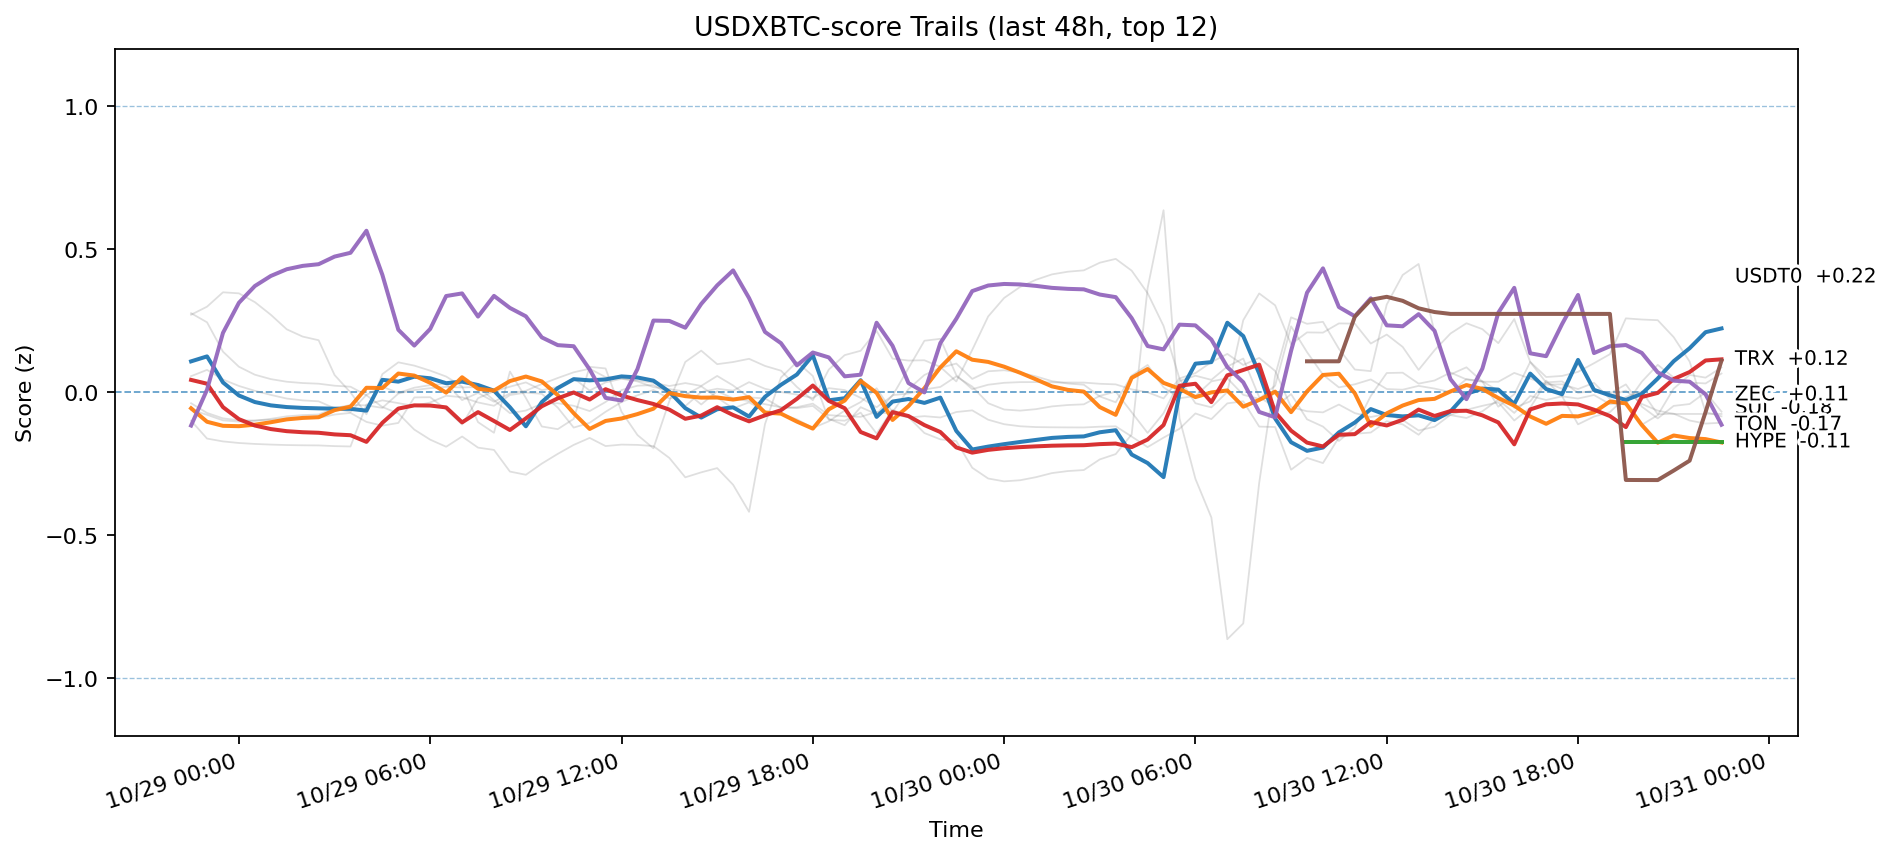 USDXBTC-score Trails (last 48h, top 12)
Score (z)
1.0
0.5
0.0
−0.5
−1.0
USDT0 +0.22
TRX +0.12
ZEC +0.11
-0.18
TON -0.17
HYPE -0.11
10/29 00:00
10/29 06:00
10/29 12:00
10/29 18:00
10/30 00:00
10/30 06:00
10/30 12:00
10/30 18:00
10/31 00:00
Time